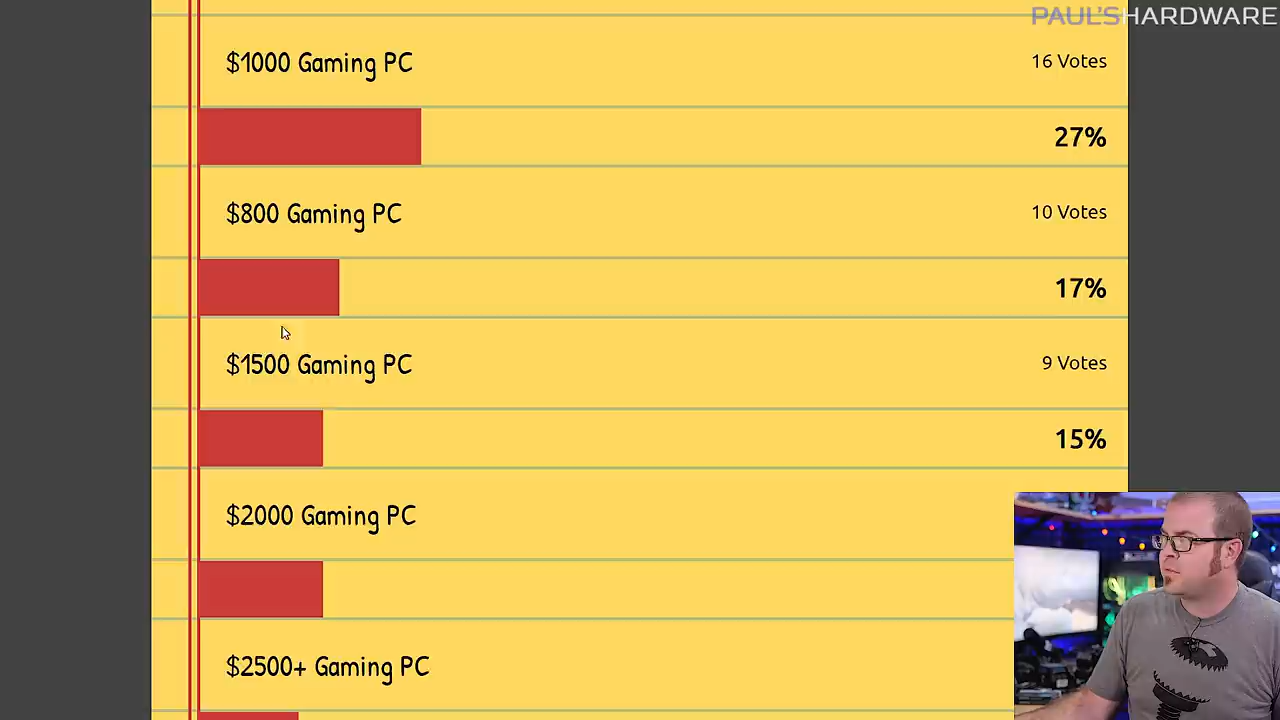 PAUL'SHARDWARE
$1000 Gaming PC
16 Votes
27%
$800 Gaming PC
10 Votes
17%
$1500 Gaming PC
9 Votes
15%
$2000 Gaming PC
$2500+ Gaming PC